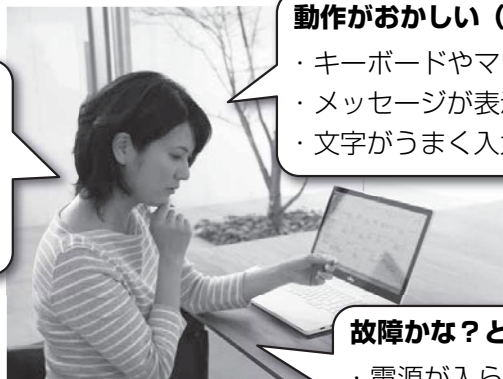 動作がおかしい（
・キーボードやマ
・メッセージが表
・文字がうまく入
故障かな？と
・電源が入ら